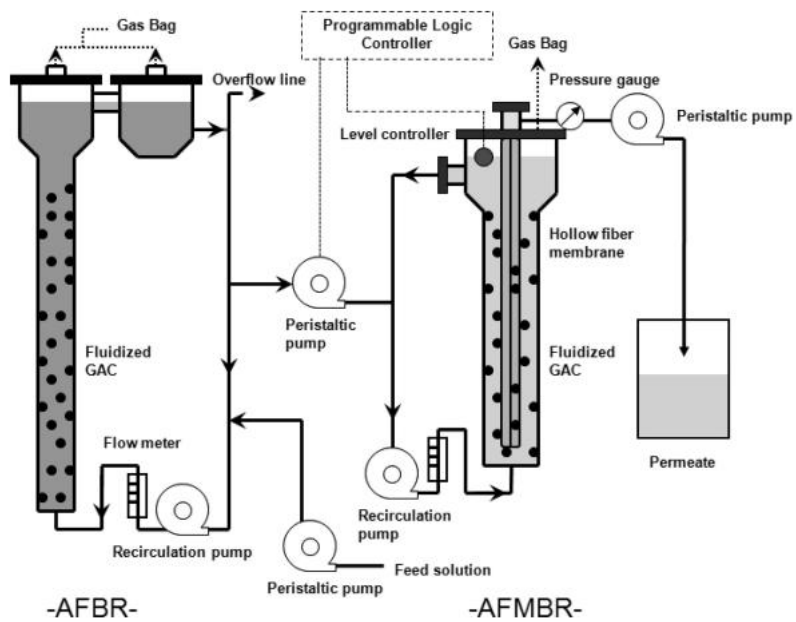 Gas Bag
Programmable Logic
Controller
Gas Bag
Overflow line
Pressure gauge
Peristaltic pump
Level controller
Hollow fiber
membrane
Peristaltic
pump
Fluidized
GAC
Fluidized
GAC
Flow meter
Permeate
Recirculation
pump
Recirculation pump
Feed solution
Peristaltic pump
-AFBR-
-AFMBR-